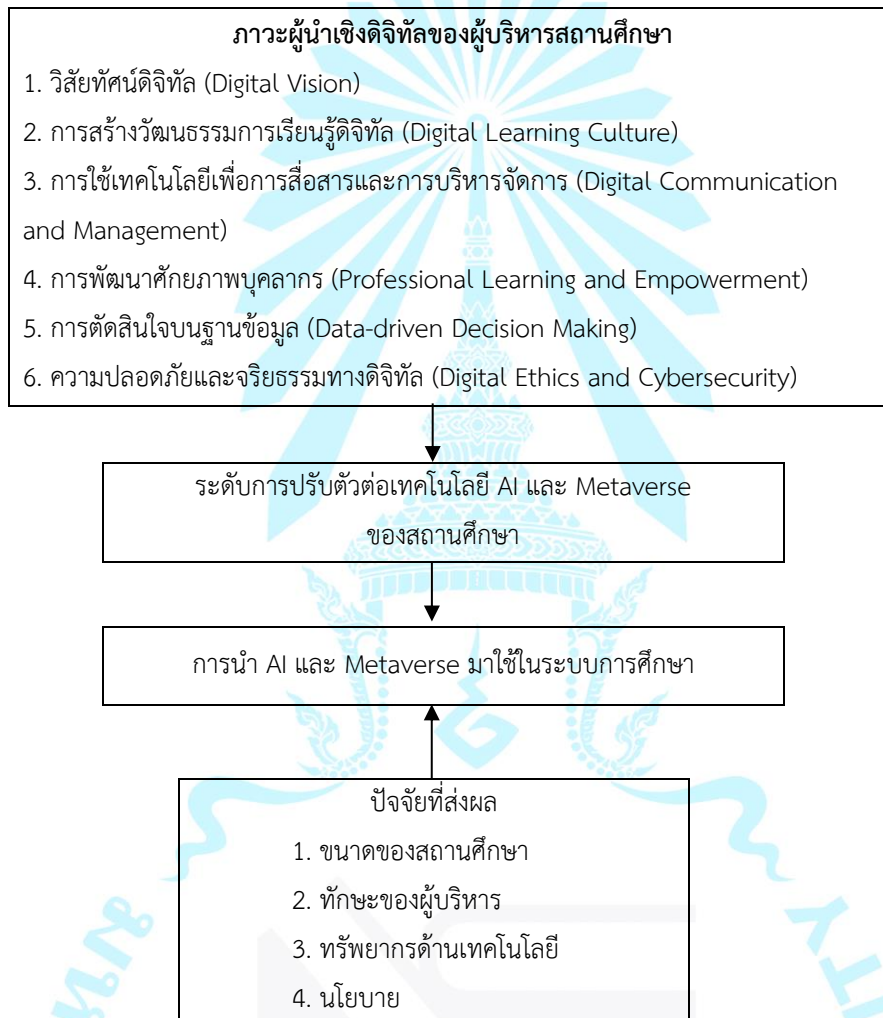 ภาวะผู้นำเชิงดิจิทัลของผู้บริหารสถานศึกษา
1. วิสัยทัศน์ดิจิทัล (Digital Vision)
2. การสร้างวัฒนธรรมการเรียนรู้ดิจิทัล (Digital Learning Culture)
3. การใช้เทคโนโลยีเพื่อการสื่อสารและการบริหารจัดการ (Digital Communication
and Management)
4. การพัฒนาศักยภาพบุคลากร (Professional Learning and Empowerment)
5. การตัดสินใจบนฐานข้อมูล (Data-driven Decision Making)
6. ความปลอดภัยและจริยธรรมทางดิจิทัล (Digital Ethics and Cybersecurity)
ระดับการปรับตัวต่อเทคโนโลยี AI และ Metaverse
ของสถานศึกษา
การนำ AI และ Metaverse มาใช้ในระบบการศึกษา
ปัจจัยที่ส่งผล
1. ขนาดของสถานศึกษา
2. ทักษะของผู้บริหาร
3. ทรัพยากรด้านเทคโนโลยี
4. นโยบาย